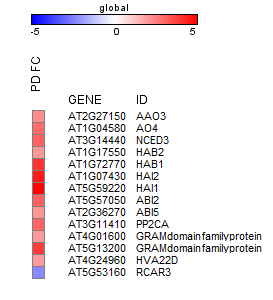 global
-5 0 5
PD FC
GENE ID
AT2G27150 AAO3
AT1G04580 AO4
AT3G14440 NCED3
AT1G17550 HAB2
AT1G72770 HAB1
AT1G07430 HAI2
AT5G59220 HAI1
AT5G57050 ABI2
AT2G36270 ABI5
AT3G11410 PP2CA
AT4G01600 GRAMdomainfamilyprotein
AT5G13200 GRAMdomainfamilyprotein
AT4G24960 HVA22D
AT5G53160 RCAR3